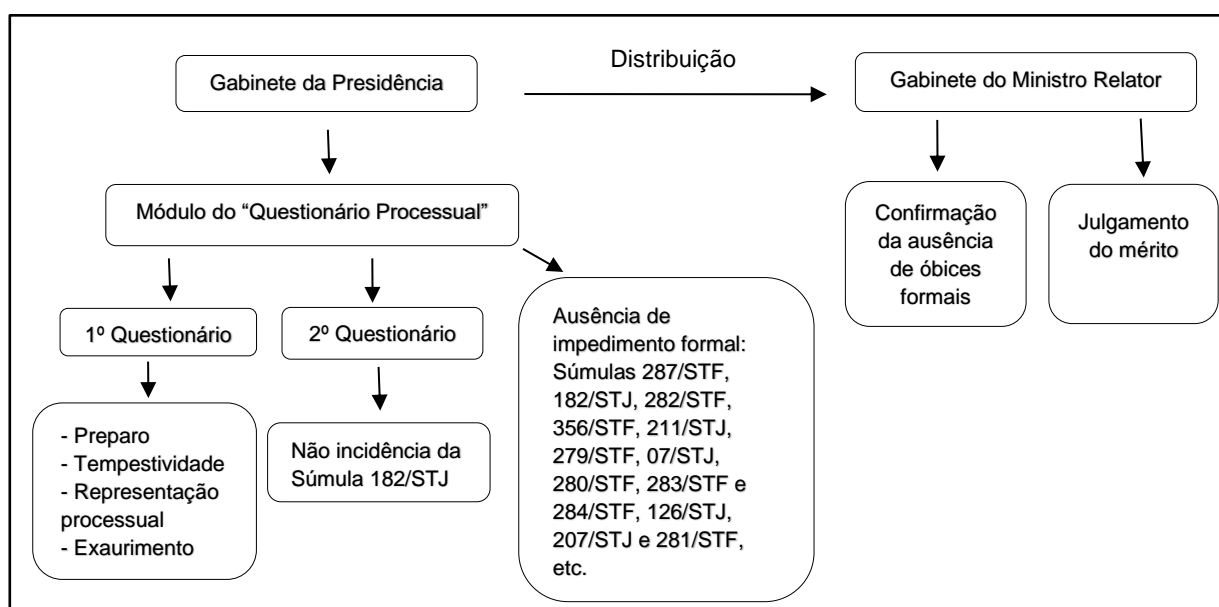 Distribuição
Gabinete da Presidência
Gabinete do Ministro Relator
Módulo do “Questionário Processual”
Confirmação
da ausência
de óbices
formais
Julgamento
do mérito
1º Questionário
2º Questionário
Ausência de
impedimento formal:
Súmulas 287/STF,
182/STJ, 282/STF,
356/STF, 211/STJ,
279/STF, 07/STJ,
280/STF, 283/STF e
284/STF, 126/STJ,
207/STJ e 281/STF,
etc.
- Preparo
- Tempestividade
- Representação
processual
- Exaurimento
Não incidência da
Súmula 182/STJ